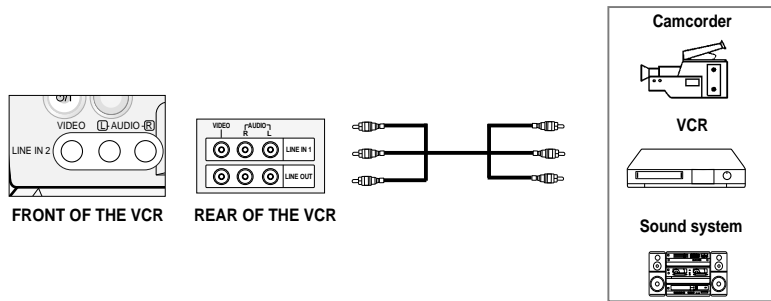 Camcorder
VCR
Sound system
VIDEO L AUDIO R
LINE IN 2
FRONT OF THE VCR
VIDEO AUDIO
R L
LINE IN 1
LINE OUT
REAR OF THE VCR